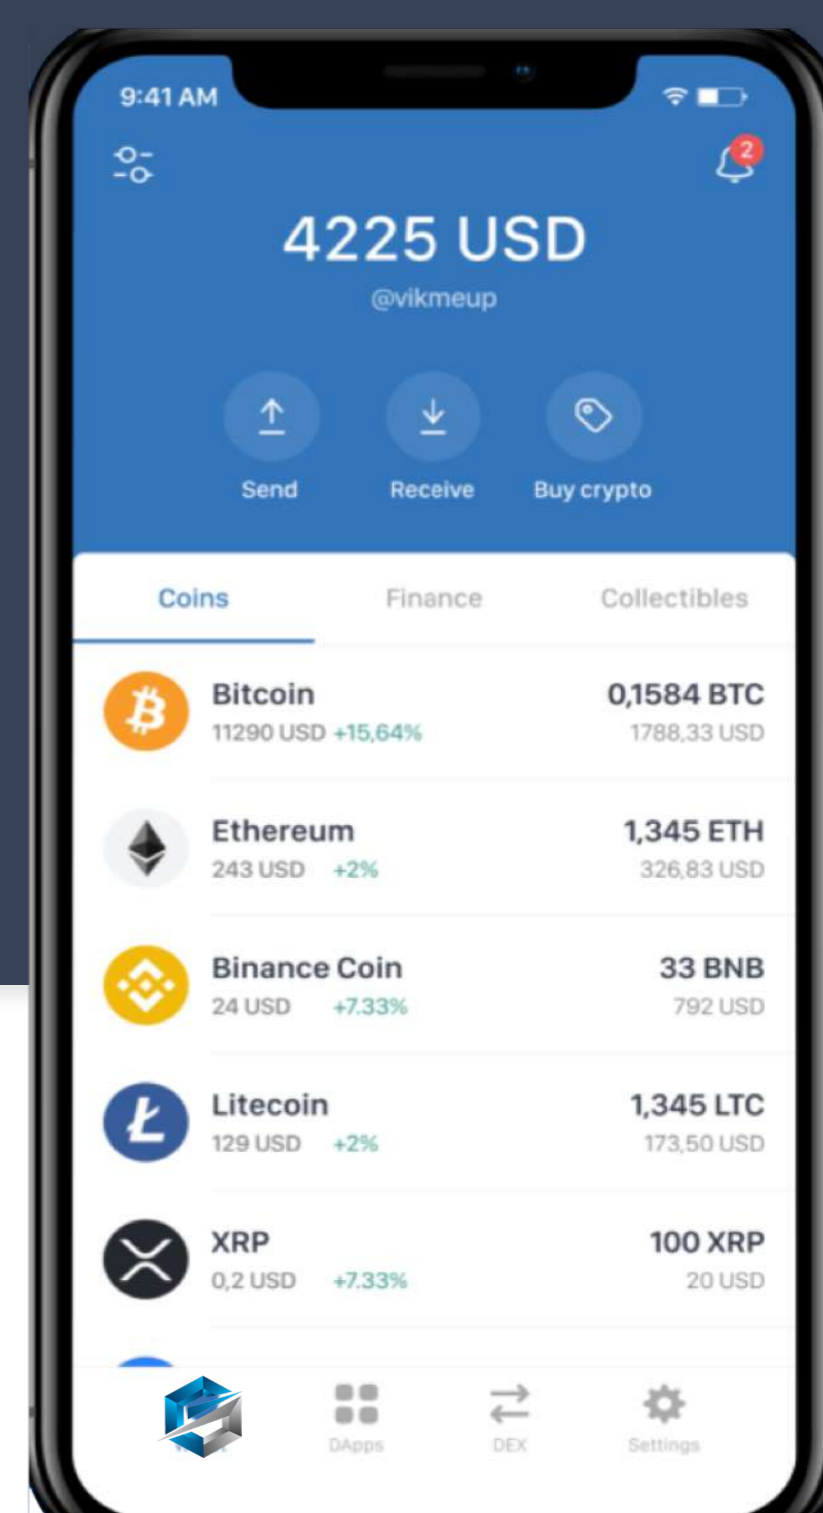 9:41 AM
2
4225 USD
@vikmeup
Send Receive Buy crypto
Coins Finance Collectibles
Bitcoin 0,1584 BTC
11290 USD +15,64% 1788,33 USD
Ethereum 1,345 ETH
243 USD +2% 326,83 USD
Binance Coin 33 BNB
24 USD +7.33% 792 USD
Litecoin 1,345 LTC
129 USD +2% 173,50 USD
XRP 100 XRP
0,2 USD +7.33% 20 USD
DApps DEX Settings